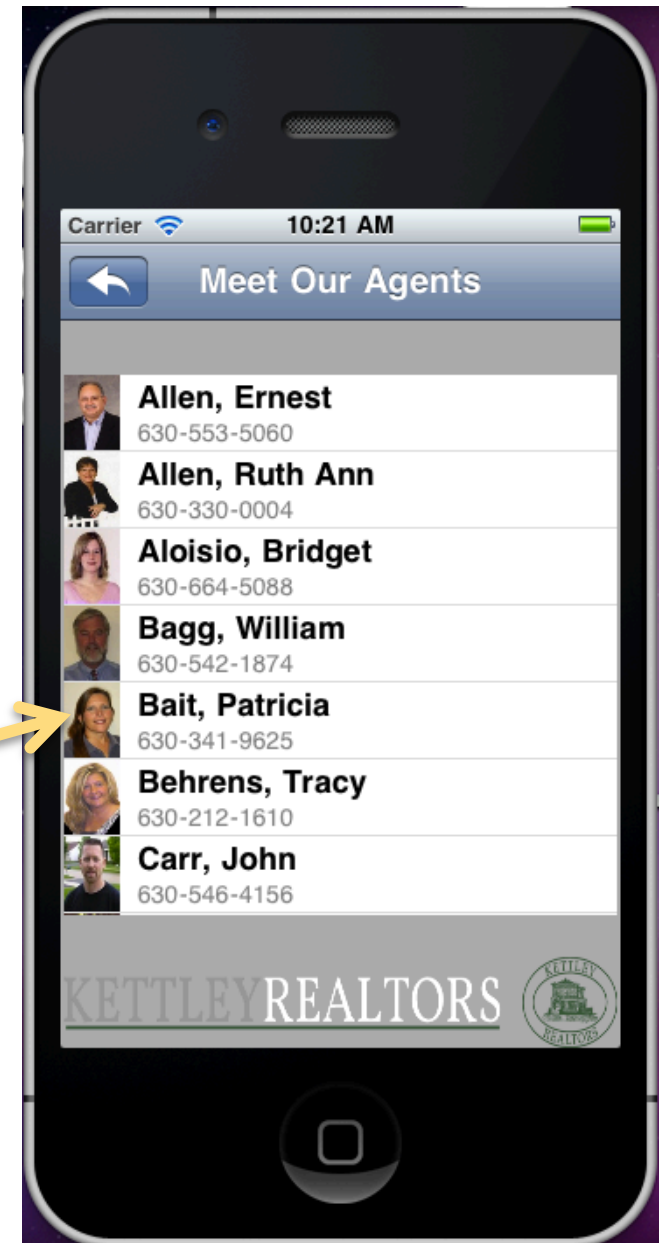 Carrier 10:21 AM
Meet Our Agents
Allen, Ernest
630-553-5060
Allen, Ruth Ann
630-330-0004
Aloisio, Bridget
630-664-5088
Bagg, William
630-542-1874
Bait, Patricia
630-341-9625
Behrens, Tracy
630-212-1610
Carr, John
630-546-4156
KETTLEYREALTORS
KETTLEY
REALTORS